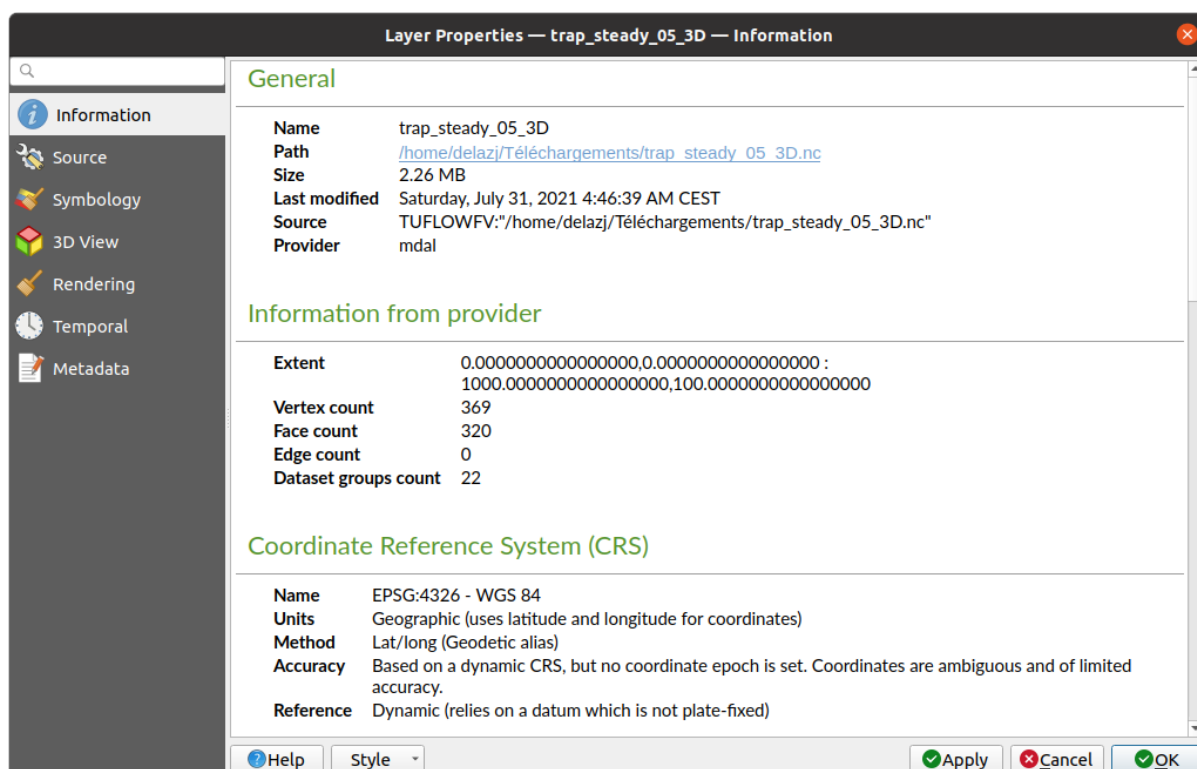 Layer Properties — trap_steady_05_3D — Information
Information
Source
Symbology
3D View
Rendering
Temporal
Metadata
General
Name trap_steady_05_3D
Path /home/delazj/Téléchargements/trap_steady_05_3D.nc
Size 2.26 MB
Last modified Saturday, July 31, 2021 4:46:39 AM CEST
Source TUFLOWFV:"/home/delazj/Téléchargements/trap_steady_05_3D.nc"
Provider mdal
Information from provider
Extent 0.0000000000000000,0.0000000000000000 :
1000.0000000000000000,100.0000000000000000
Vertex count 369
Face count 320
Edge count 0
Dataset groups count 22
Coordinate Reference System (CRS)
Name EPSG:4326 - WGS 84
Units Geographic (uses latitude and longitude for coordinates)
Method Lat/long (Geodetic alias)
Accuracy Based on a dynamic CRS, but no coordinate epoch is set. Coordinates are ambiguous and of limited
accuracy.
Reference Dynamic (relies on a datum which is not plate-fixed)
Help Style Apply Cancel OK